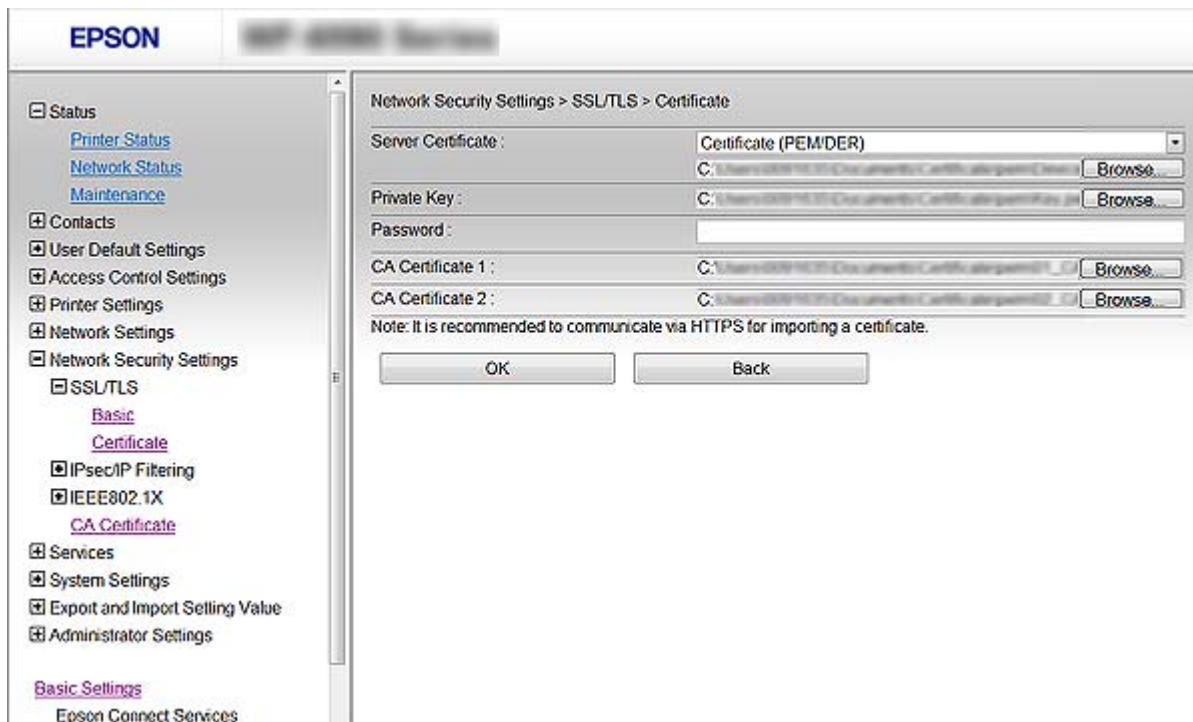 EPSON
Status
Printer Status
Network Status
Maintenance
Contacts
User Default Settings
Access Control Settings
Printer Settings
Network Settings
Network Security Settings
SSL/TLS
Basic
Certificate
IPsec/IP Filtering
IEEE802.1X
CA Certificate
Services
System Settings
Export and Import Setting Value
Administrator Settings
Basic Settings
Epson Connect Services
Network Security Settings > SSL/TLS > Certificate
Server Certificate : Certificate (PEM/DER)
C: Browse...
Private Key : C: Browse...
Password :
CA Certificate 1 : C:\ Browse...
CA Certificate 2 : C: Browse...
Note: It is recommended to communicate via HTTPS for importing a certificate.
OK Back